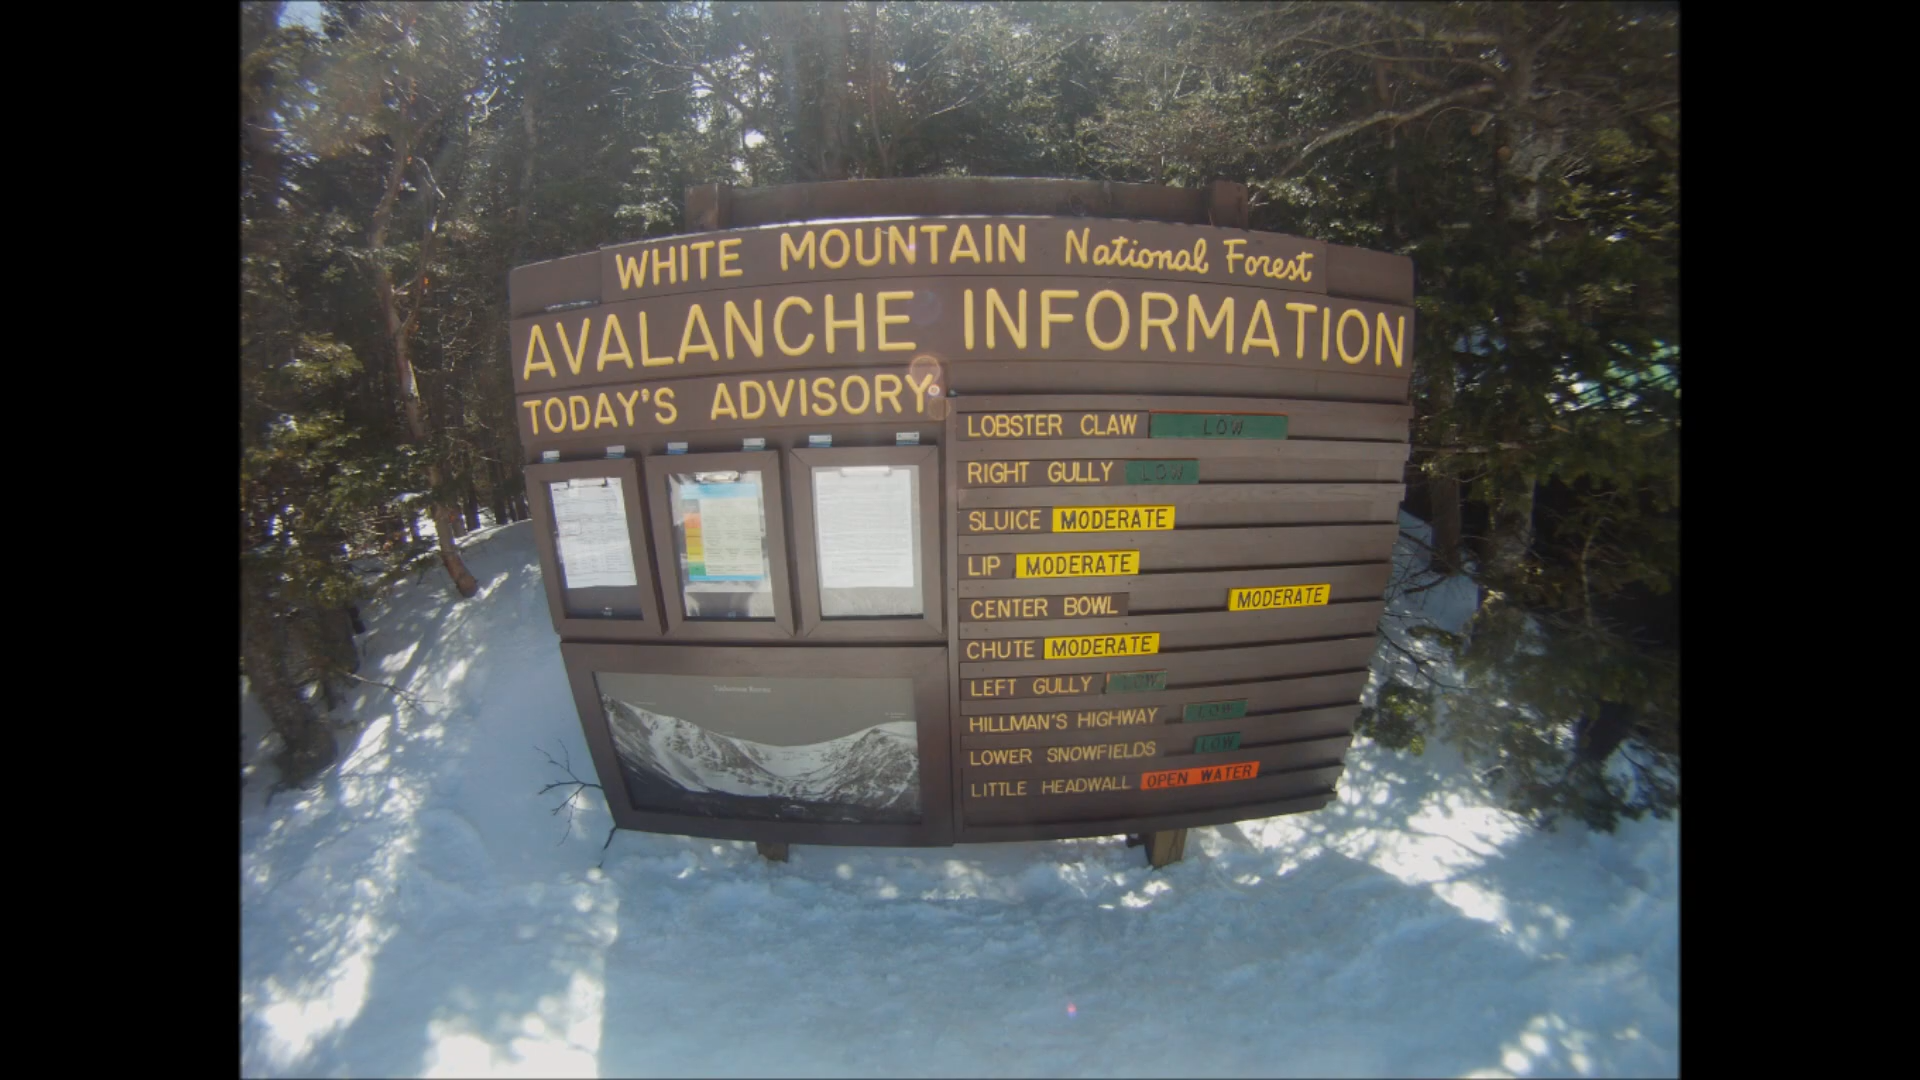 WHITE MOUNTAIN National Forest
AVALANCHE INFORMATION
TODAY'S ADVISORY:
LOBSTER CLAW LOW
RIGHT GULLY LOW
SLUICE MODERATE
LIP MODERATE
CENTER BOWL MODERATE
CHUTE MODERATE
LEFT GULLY LOW
HILLMAN'S HIGHWAY LOW
LOWER SNOWFIELDS LOW
LITTLE HEADWALL OPEN WATER